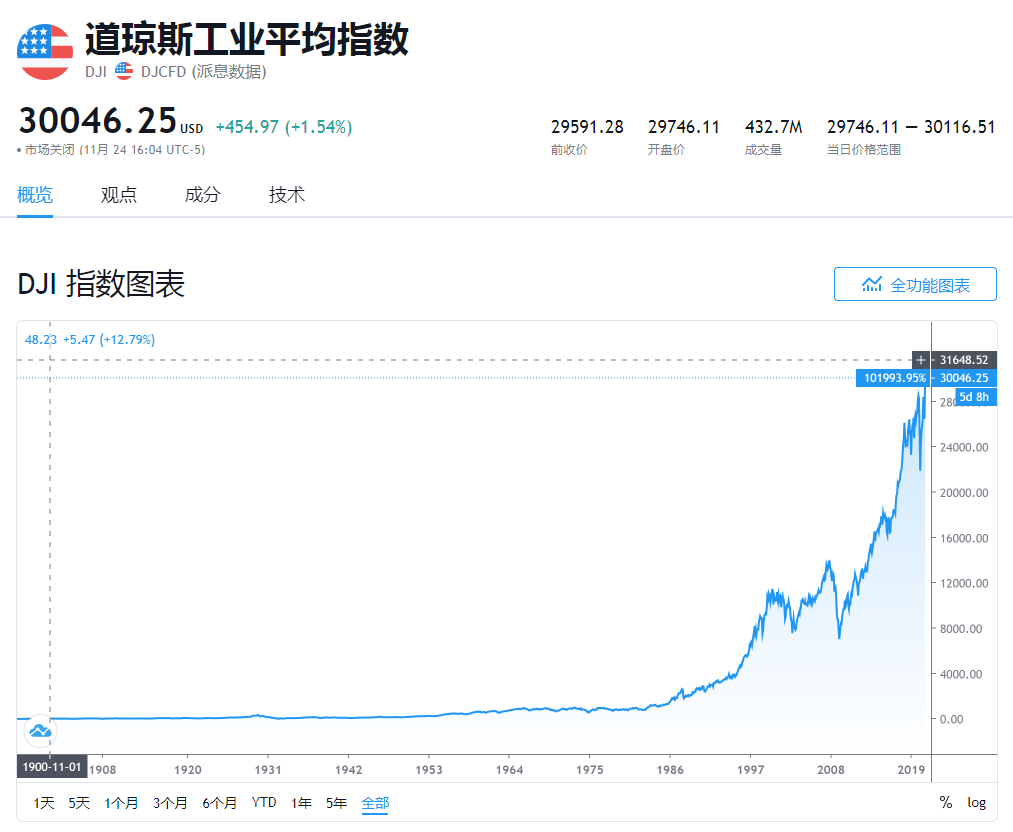 道琼斯工业平均指数
DJI DJCFD (派息数据)
30046.25 USD +454.97 (+1.54%)
• 市场关闭 (11月 24 16:04 UTC-5)
29591.28 29746.11 432.7M 29746.11 — 30116.51
前收价 开盘价 成交量 当日价格范围
概览 观点 成分 技术
DJI 指数图表
全功能图表
48.23 +5.47 (+12.79%)
+ 31648.52
101993.95% 30046.25
5d 8h
24000.00
20000.00
16000.00
12000.00
8000.00
4000.00
0.00
1900-11-01 1908 1920 1931 1942 1953 1964 1975 1986 1997 2008 2019
1天 5天 1个月 3个月 6个月 YTD 1年 5年 全部 % log